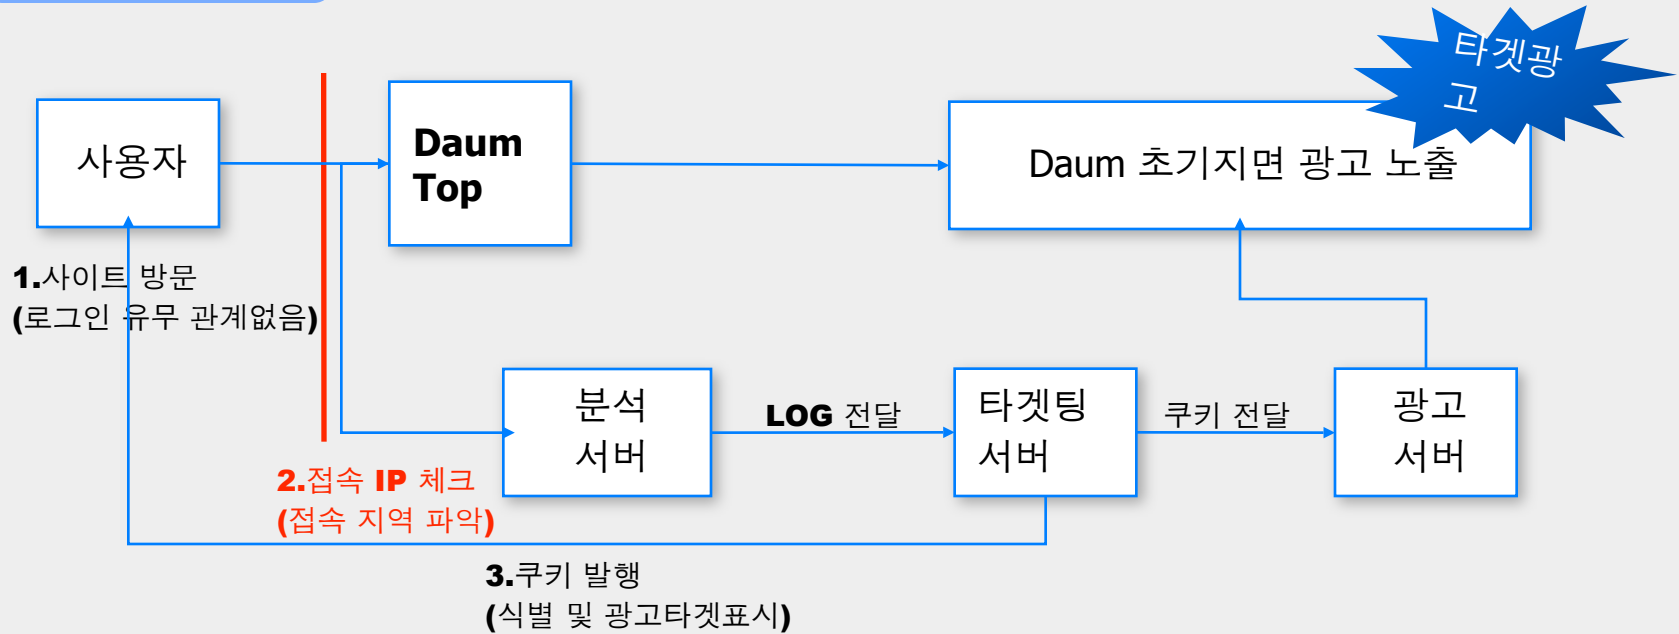 타겟광
고
사용자
Daum
Top
Daum 초기지면 광고 노출
1.사이트 방문
(로그인 유무 관계없음)
분석
서버
LOG 전달
타겟팅
서버
쿠키 전달
광고
서버
2.접속 IP 체크
(접속 지역 파악)
3.쿠키 발행
(식별 및 광고타겟표시)